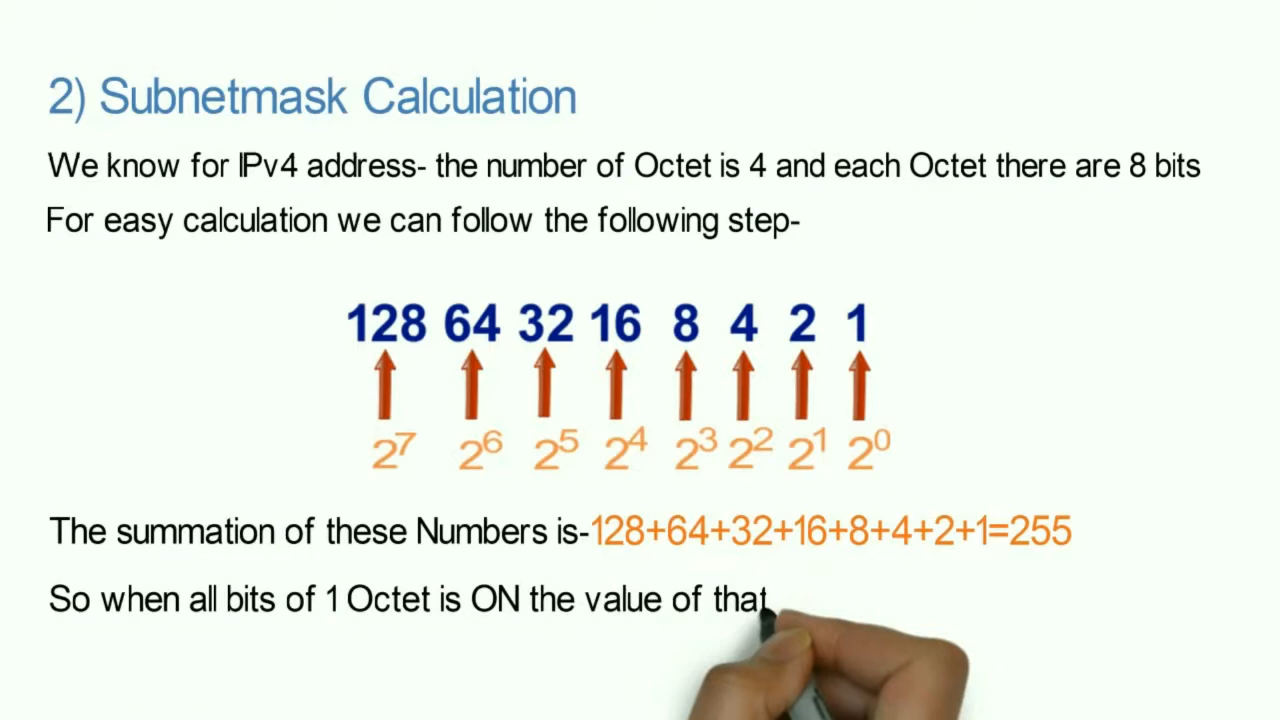 2) Subnetmask Calculation
We know for IPv4 address- the number of Octet is 4 and each Octet there are 8 bits
For easy calculation we can follow the following step-
128 64 32 16 8 4 2 1
2⁷ 2⁶ 2⁵ 2⁴ 2³ 2² 2¹ 2⁰
The summation of these Numbers is-128+64+32+16+8+4+2+1=255
So when all bits of 1 Octet is ON the value of that